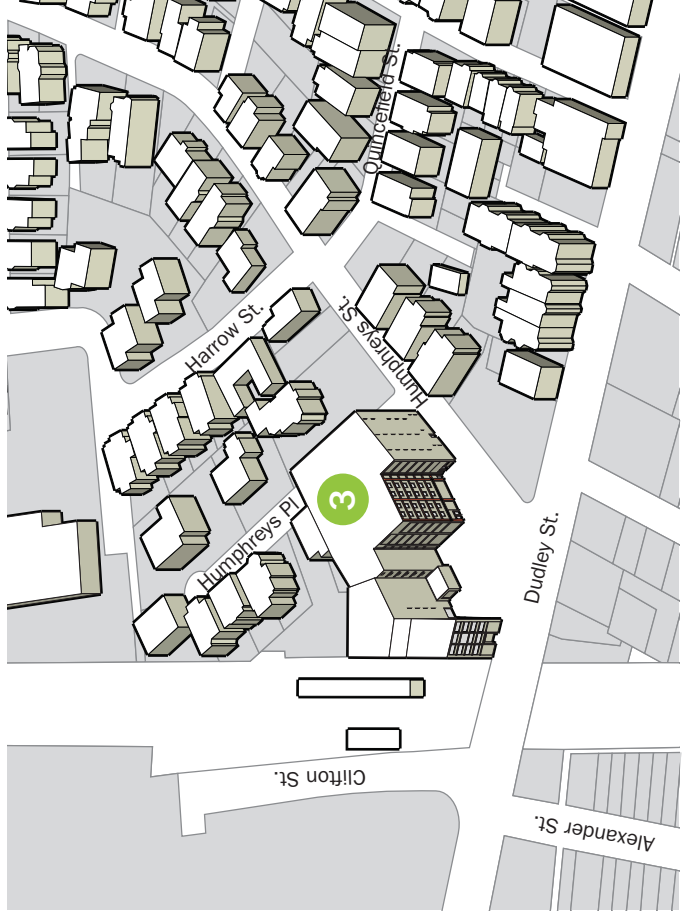 Quincefield St.
Humphreys St.
Harrow St.
3
Humphreys Pl
Dudley St.
Clifton St.
Alexander St.